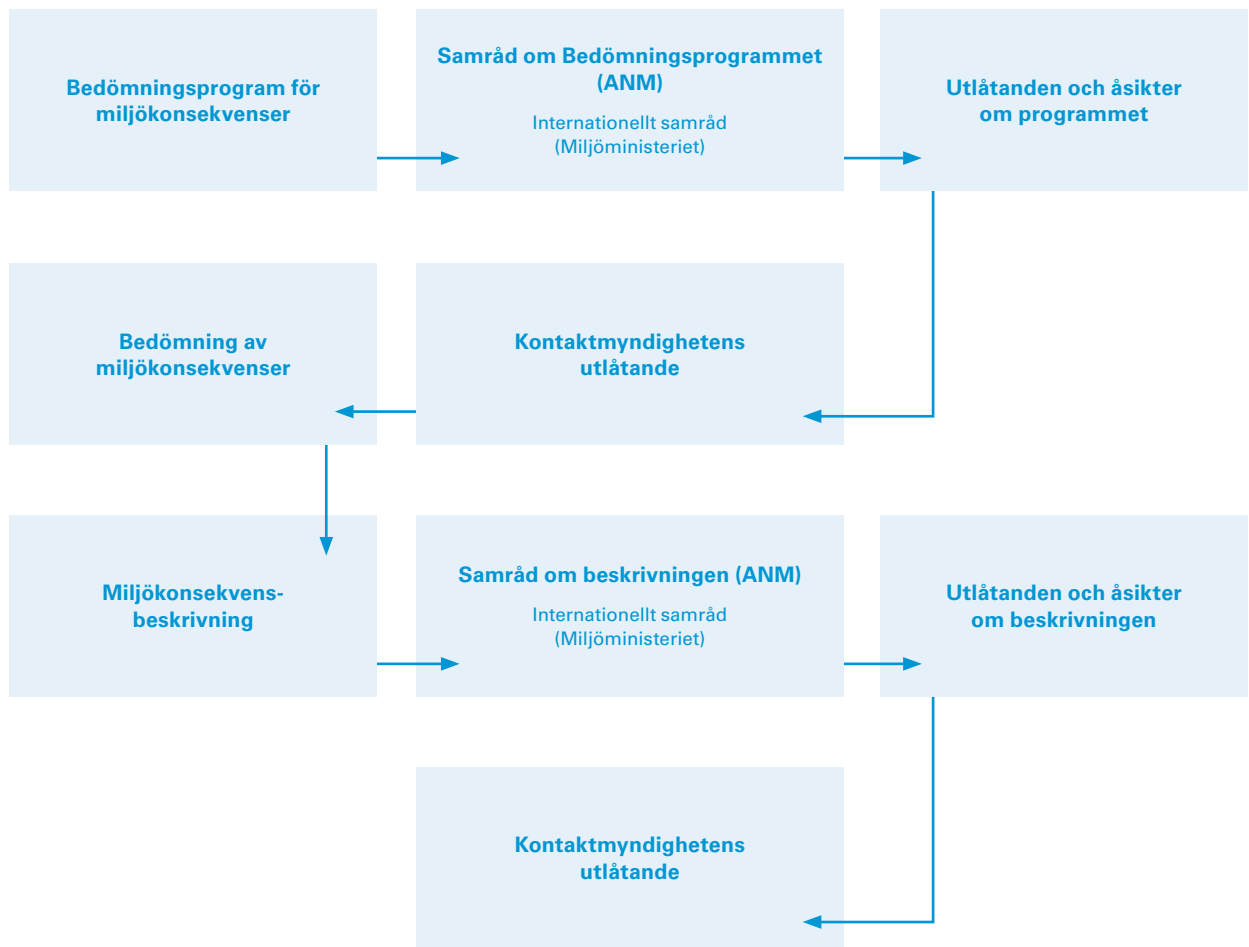 Bedömningsprogram för
miljökonsekvenser
Samråd om Bedömningsprogrammet
(ANM)
Internationellt samråd
(Miljöministeriet)
Utlåtanden och åsikter
om programmet
Kontaktmyndighetens
utlåtande
Bedömning av
miljökonsekvenser
Miljökonsekvens-
beskrivning
Samråd om beskrivningen (ANM)
Internationellt samråd
(Miljöministeriet)
Utlåtanden och åsikter
om beskrivningen
Kontaktmyndighetens
utlåtande